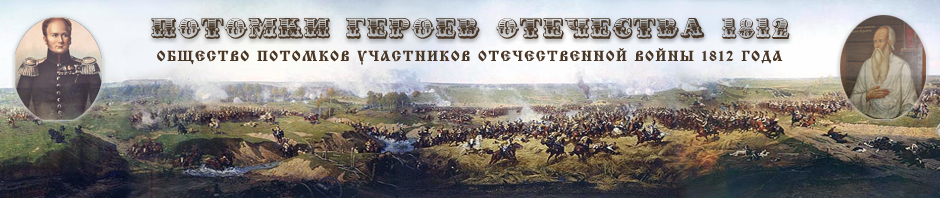 ПОТОМКИ ГЕРОЕВ ОТЕЧЕСТВА 1812
ОБЩЕСТВО ПОТОМКОВ УЧАСТНИКОВ ОТЕЧЕСТВЕННОЙ ВОЙНЫ 1812 ГОДА